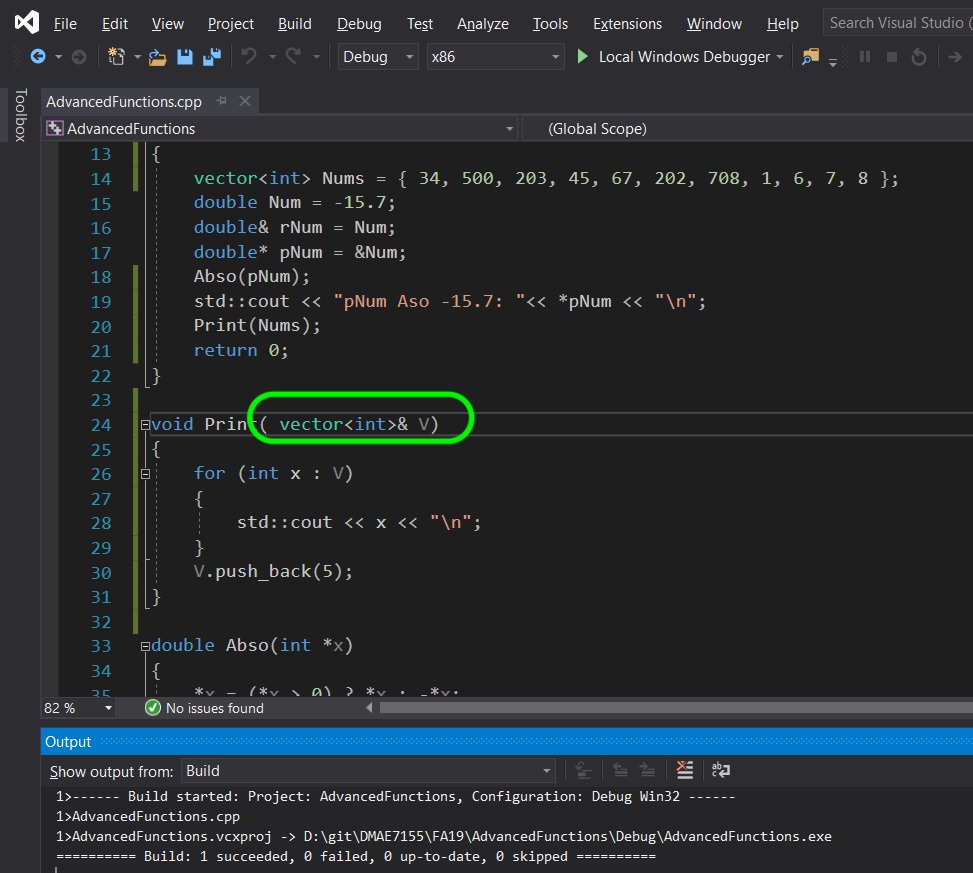 File Edit View Project Build Debug Test Analyze Tools Extensions Window Help Search Visual Studio (
Debug x86 Local Windows Debugger
Toolbox
AdvancedFunctions.cpp
AdvancedFunctions (Global Scope)
13 {
14 vector<int> Nums = { 34, 500, 203, 45, 67, 202, 708, 1, 6, 7, 8 };
15 double Num = -15.7;
16 double& rNum = Num;
17 double* pNum = &Num;
18 Abso(pNum);
19 std::cout << "pNum Aso -15.7: "<< *pNum << "\n";
20 Print(Nums);
21 return 0;
22 }
23
24 void Print( vector<int>& V)
25 {
26 for (int x : V)
27 {
28 std::cout << x << "\n";
29 }
30 V.push_back(5);
31 }
32
33 double Abso(int *x)
34 {
35 *x = (*x > 0) ? *x : -*x;
82 % No issues found
Output
Show output from: Build
1>------ Build started: Project: AdvancedFunctions, Configuration: Debug Win32 ------
1>AdvancedFunctions.cpp
1>AdvancedFunctions.vcxproj -> D:\git\DMAE7155\FA19\AdvancedFunctions\Debug\AdvancedFunctions.exe
========== Build: 1 succeeded, 0 failed, 0 up-to-date, 0 skipped ==========